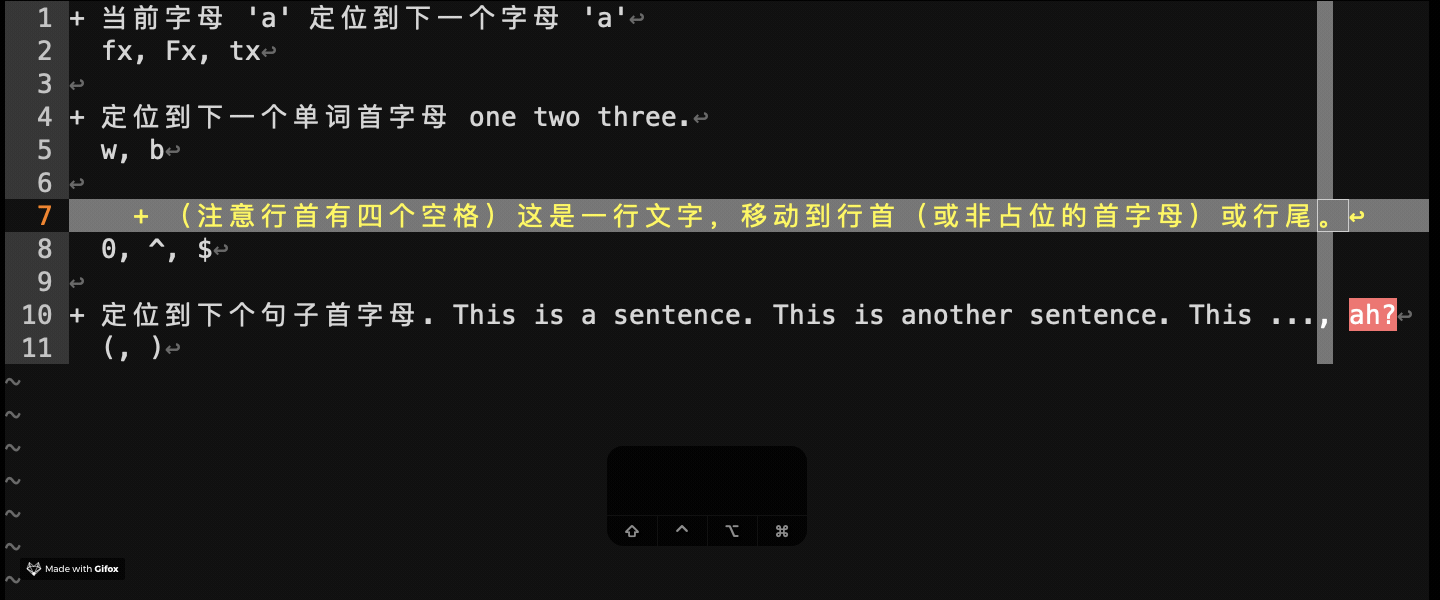 1 + 当前字母 'a' 定位到下一个字母 'a'↩
2 fx, Fx, tx↩
3 ↩
4 + 定位到下一个单词首字母 one two three.↩
5 w, b↩
6 ↩
7 + （注意行首有四个空格）这是一行文字，移动到行首（或非占位的首字母）或行尾。↩
8 0, ^, $↩
9 ↩
10 + 定位到下个句子首字母. This is a sentence. This is another sentence. This ..., ah?↩
11 (, )↩
~
~
~
~
~
~
~
⇧ ^ ⌥ ⌘
Made with Gifox